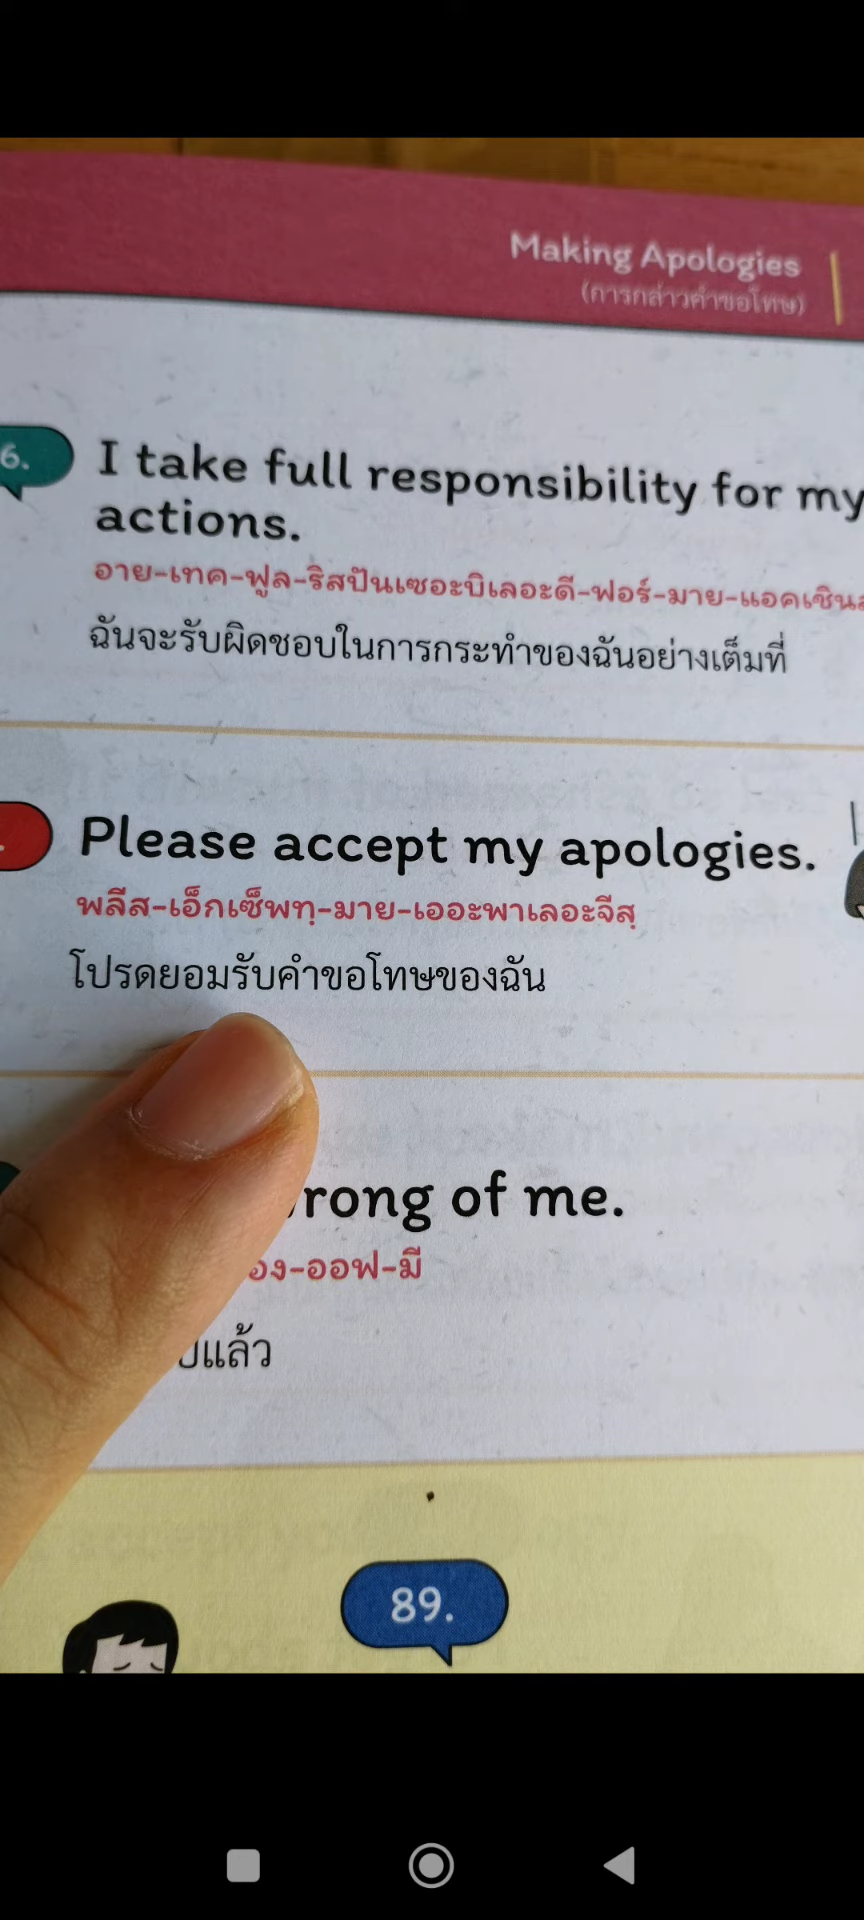 Making Apologies
(การกล่าวคำขอโทษ)
6.
I take full responsibility for my
actions.
อาย-เทค-ฟูล-ริสปันเซอะบิเลอะดี-ฟอร์-มาย-แอคเชินส
ฉันจะรับผิดชอบในการกระทำของฉันอย่างเต็มที่
Please accept my apologies.
พลีส-เอ็กเซ็พทฺ-มาย-เออะพาเลอะจีสฺ
โปรดยอมรับคำขอโทษของฉัน
of me.
-ออฟ-มี
แล้ว
89.